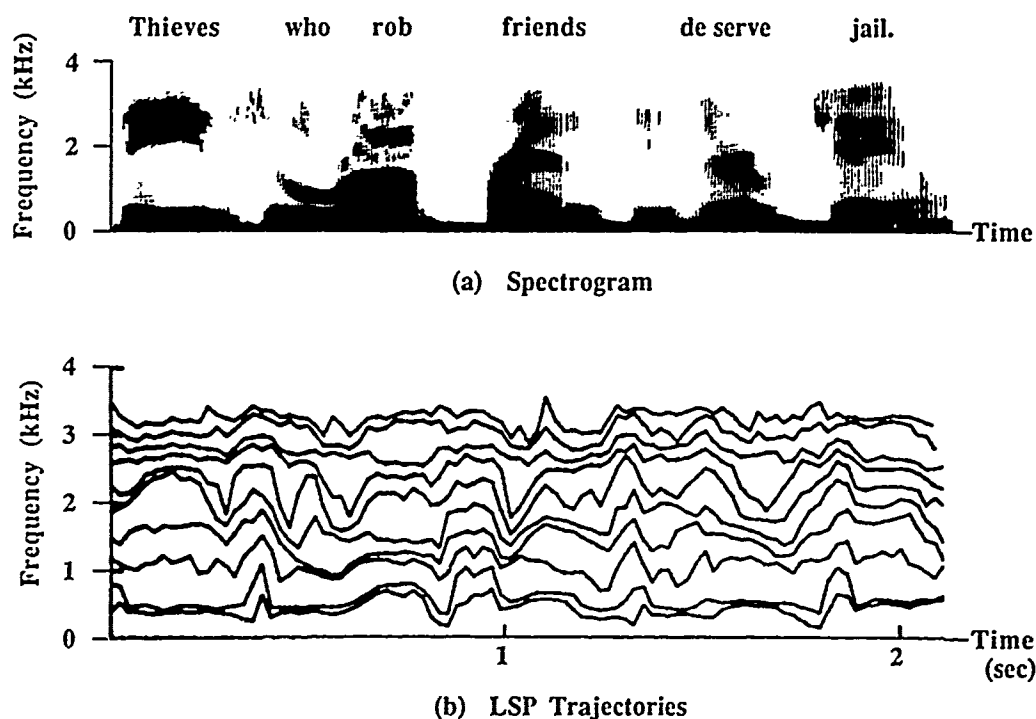 Thieves who rob friends de serve jail.
Frequency (kHz)
4
2
0
Time
(a) Spectrogram
Frequency (kHz)
4
3
2
1
0
1 2
Time
(sec)
(b) LSP Trajectories